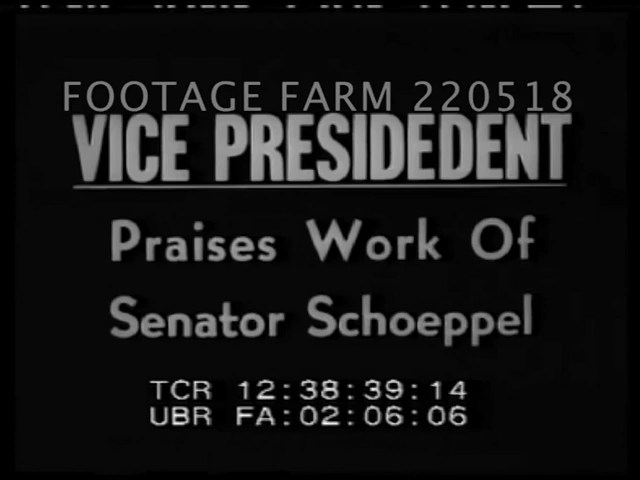 FOOTAGE FARM 220518
VICE PRESIDEDENT
Praises Work Of
Senator Schoeppel
TCR 12:38:39:14
UBR FA:02:06:06